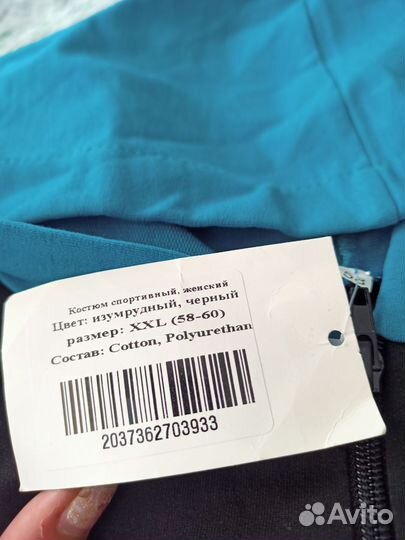 Костюм спортивный, женский
Цвет: изумрудный, черный
размер: XXL (58-60)
Состав: Cotton, Polyurethan
2037362703933
Avito